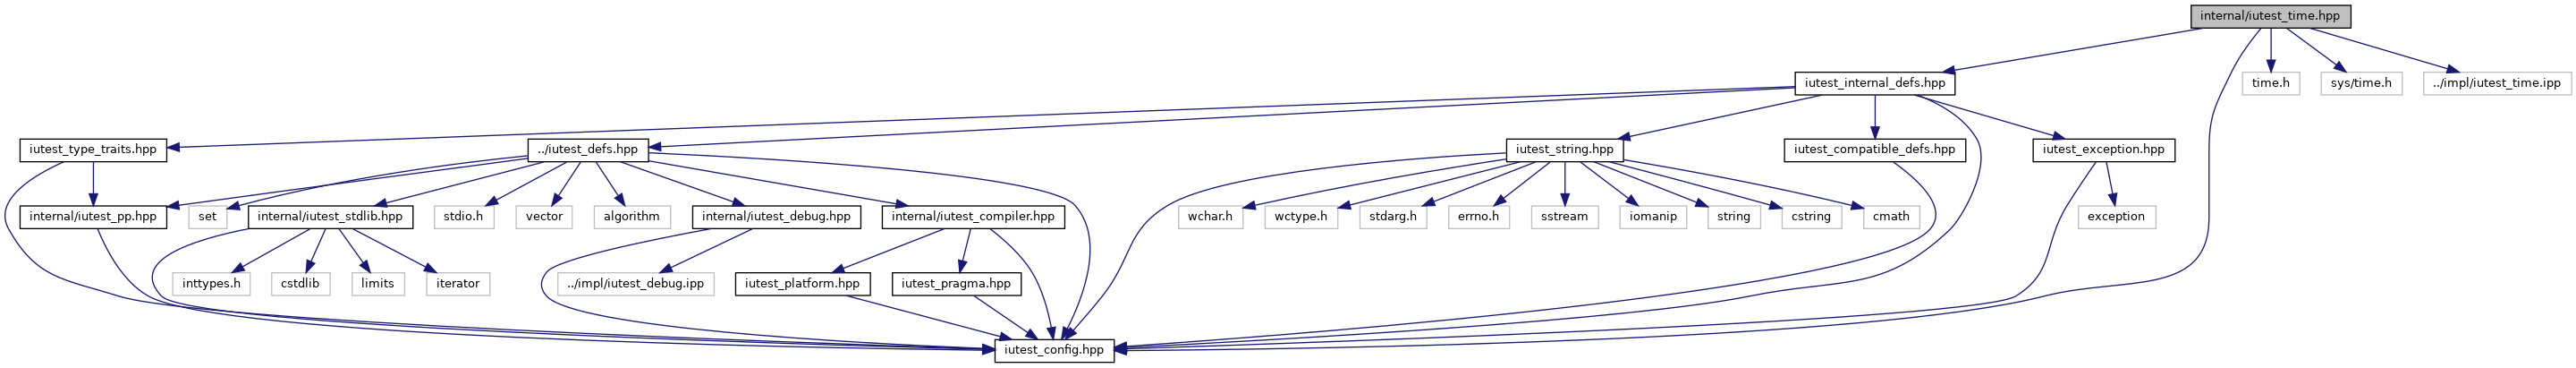 internal/iutest_time.hpp
iutest_internal_defs.hpp
time.h
sys/time.h
../impl/iutest_time.ipp
iutest_type_traits.hpp
../iutest_defs.hpp
iutest_string.hpp
iutest_compatible_defs.hpp
iutest_exception.hpp
internal/iutest_pp.hpp
set
internal/iutest_stdlib.hpp
stdio.h
vector
algorithm
internal/iutest_debug.hpp
internal/iutest_compiler.hpp
wchar.h
wctype.h
stdarg.h
errno.h
sstream
iomanip
string
cstring
cmath
exception
inttypes.h
cstdlib
limits
iterator
../impl/iutest_debug.ipp
iutest_platform.hpp
iutest_pragma.hpp
iutest_config.hpp